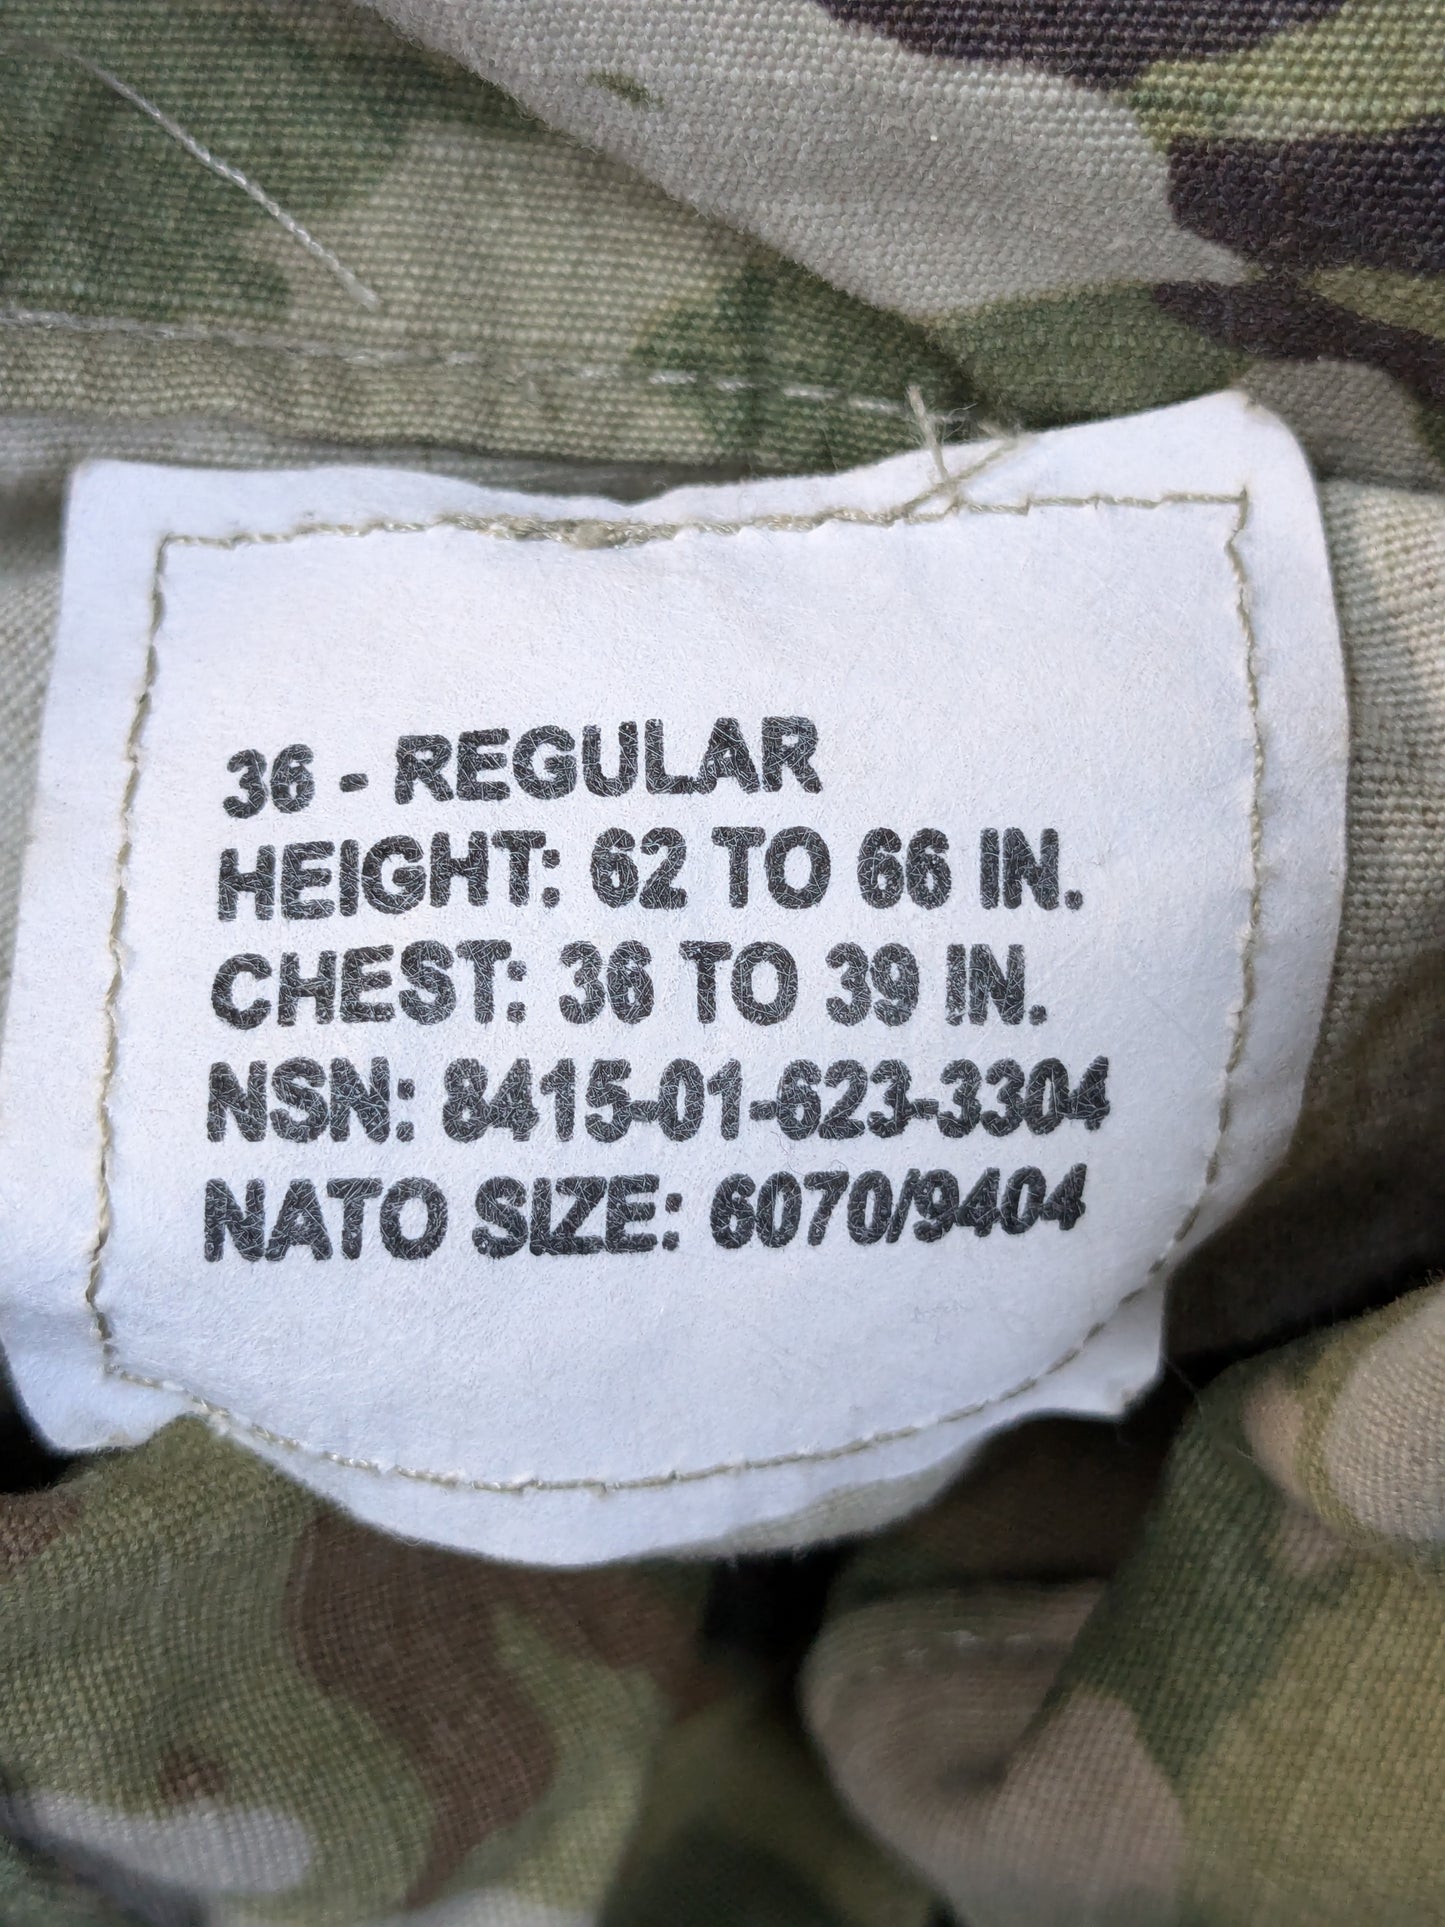 36 - REGULAR
HEIGHT: 62 TO 66 IN.
CHEST: 36 TO 39 IN.
NSN: 8415-01-623-3304
NATO SIZE: 6070/9404